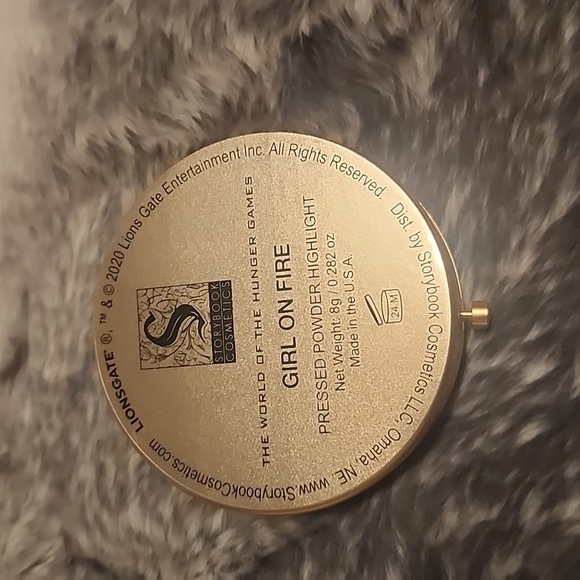 LIONSGATE ®, ™ & © 2020 Lions Gate Entertainment Inc. All Rights Reserved. Dist. by Storybook Cosmetics LLC, Omaha, NE www.StorybookCosmetics.com
S
STORYBOOK
COSMETICS
THE WORLD OF THE HUNGER GAMES
GIRL ON FIRE
PRESSED POWDER HIGHLIGHT
Net Weight: 8g / 0.282 oz
Made in the U.S.A.
24 M